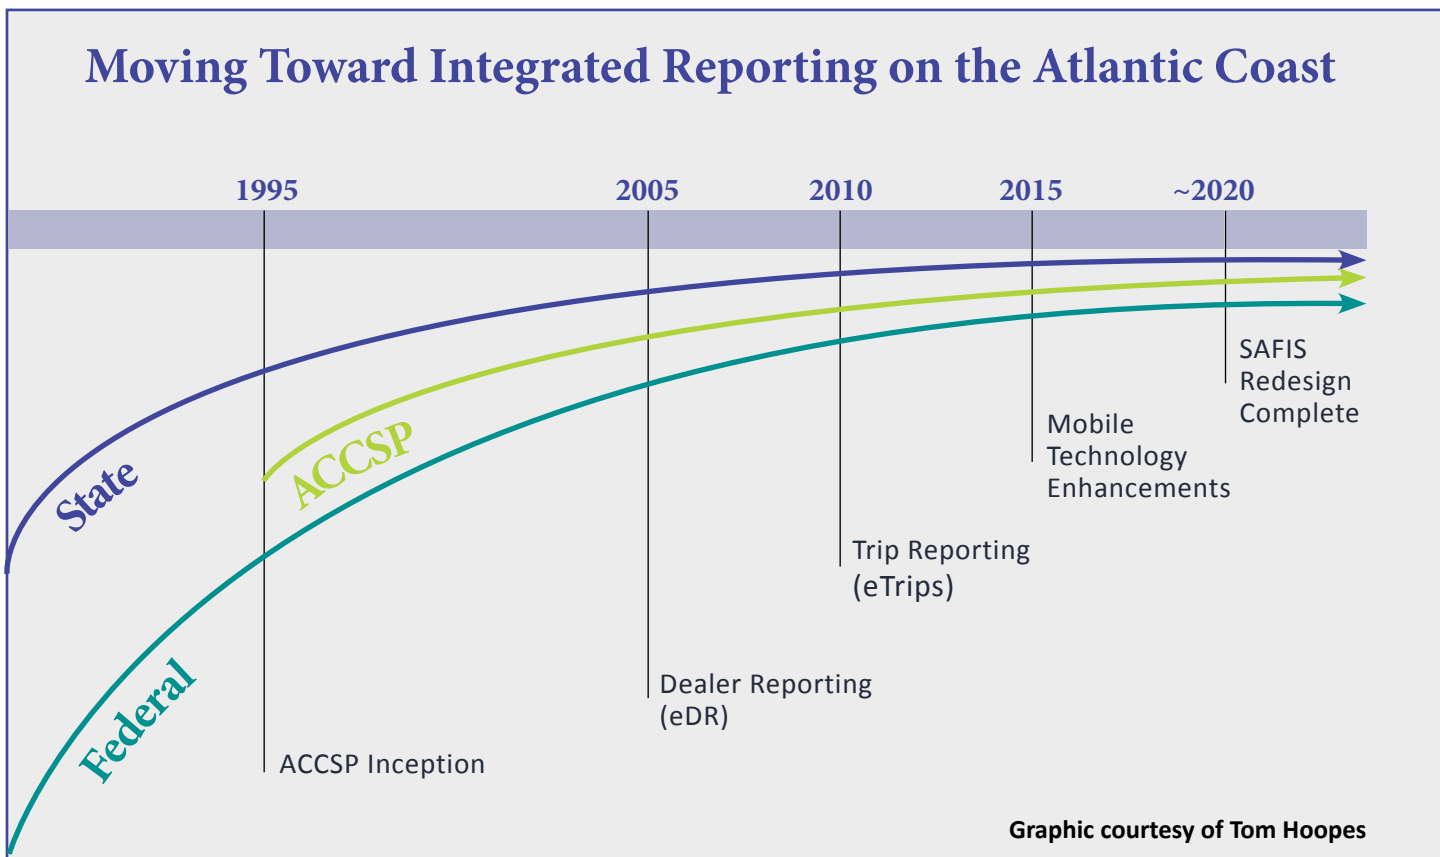 Moving Toward Integrated Reporting on the Atlantic Coast
1995
2005
2010
2015
~2020
State
ACCSP
Federal
SAFIS
Redesign
Complete
Mobile
Technology
Enhancements
Trip Reporting
(eTrips)
Dealer Reporting
(eDR)
ACCSP Inception
Graphic courtesy of Tom Hoopes